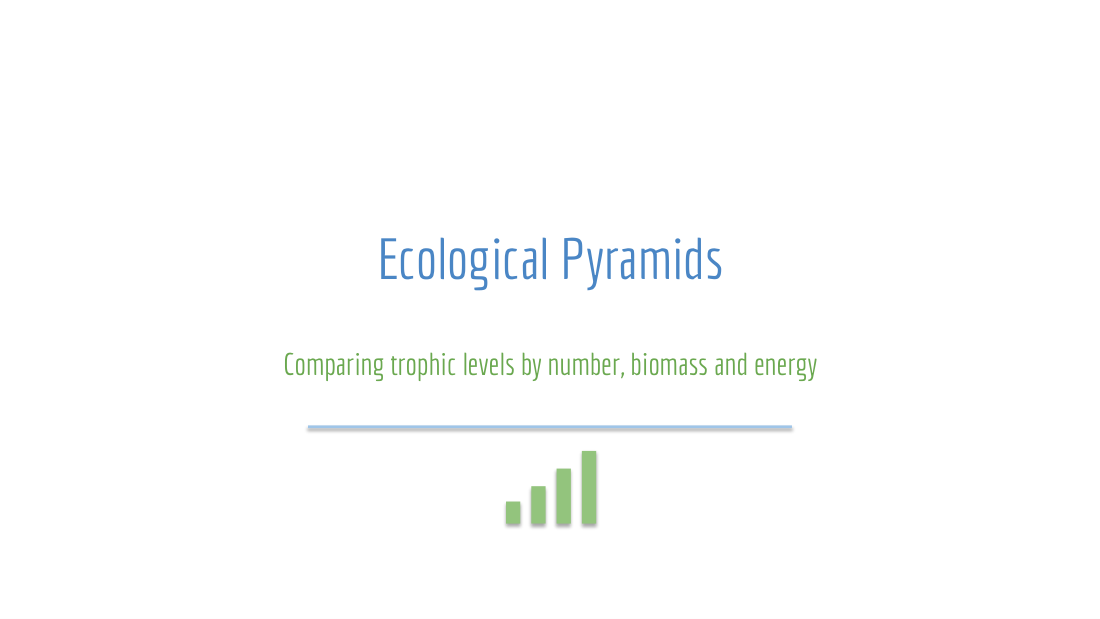 Ecological Pyramids
Comparing trophic levels by number, biomass and energy